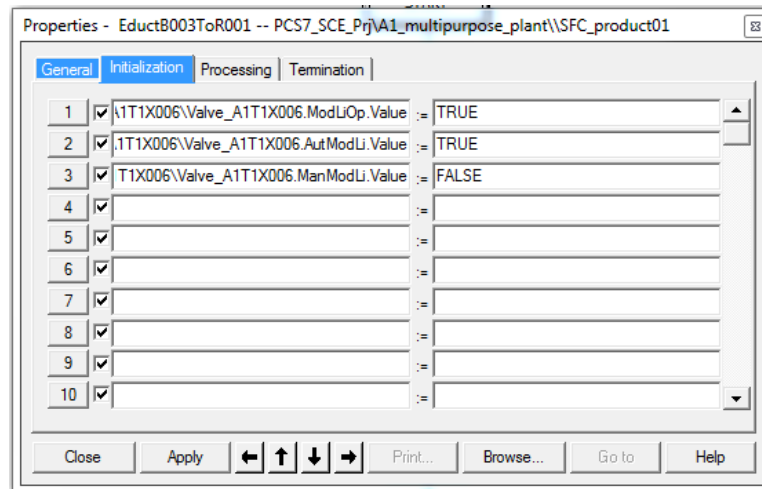 Properties - EductB003ToR001 -- PCS7_SCE_Prj\A1_multipurpose_plant\\SFC_product01
General Initialization Processing Termination
1 \1T1X006\Valve_A1T1X006.ModLiOp.Value := TRUE
2 .1T1X006\Valve_A1T1X006.AutModLi.Value := TRUE
3 T1X006\Valve_A1T1X006.ManModLi.Value := FALSE
4 :=
5 :=
6 :=
7 :=
8 :=
9 :=
10 :=
Close Apply Print... Browse... Go to Help